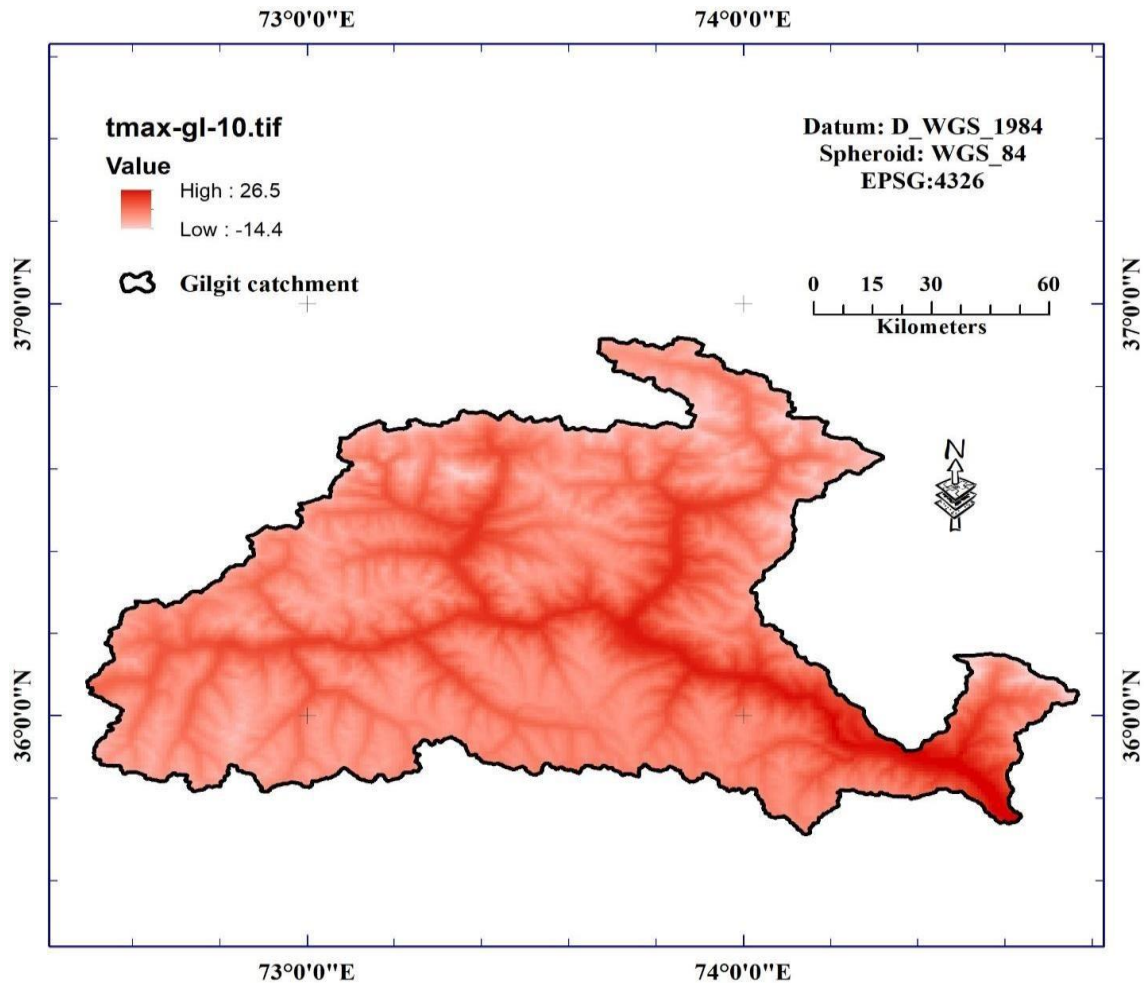 73°0'0"E 74°0'0"E
tmax-gl-10.tif
Value
High : 26.5
Low : -14.4
Gilgit catchment
Datum: D_WGS_1984
Spheroid: WGS_84
EPSG:4326
0 15 30 60
Kilometers
37°0'0"N 37°0'0"N
N
36°0'0"N 36°0'0"N
73°0'0"E 74°0'0"E